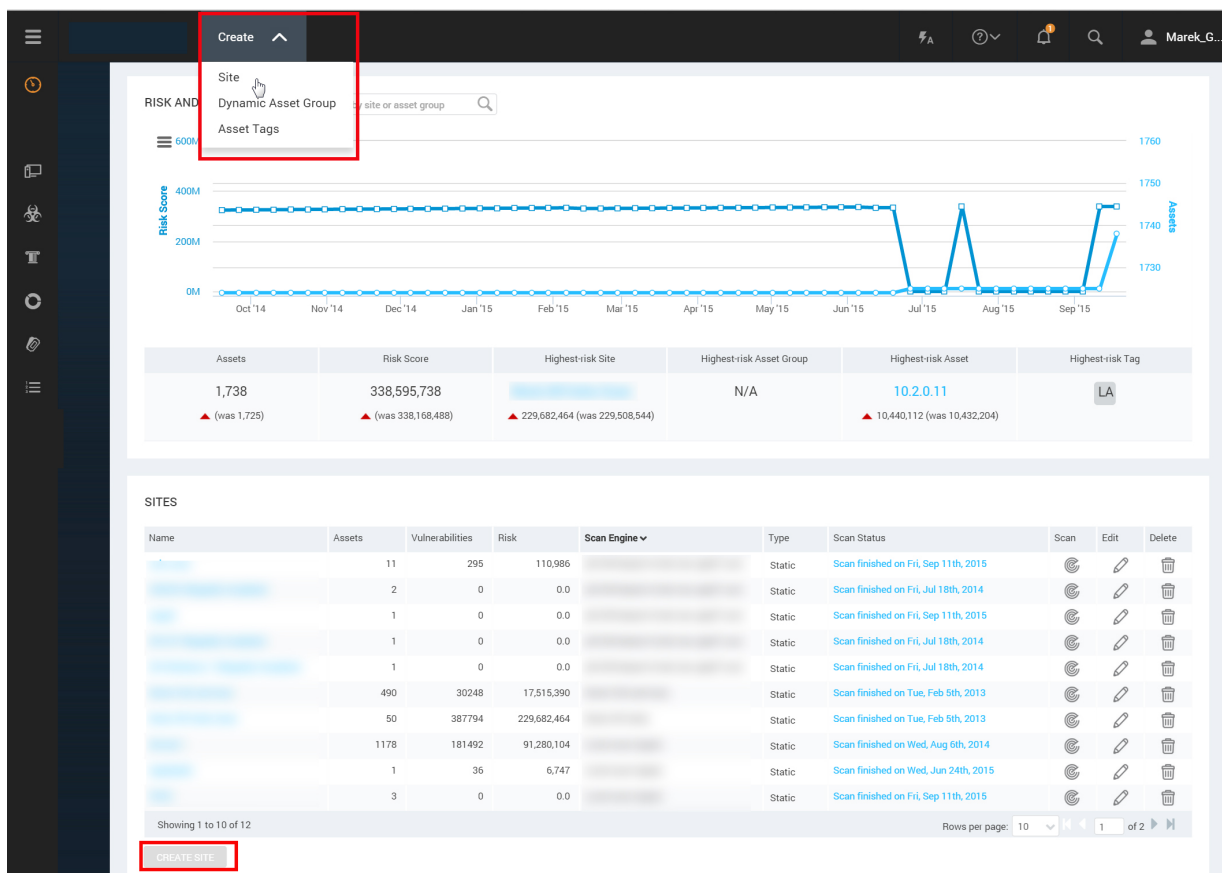 Create
A
?
1
Marek_G...
Site
Dynamic Asset Group
Asset Tags
RISK AND
by site or asset group
600M
400M
200M
0M
Risk Score
1760
1750
1740
1730
Assets
Oct '14 Nov '14 Dec '14 Jan '15 Feb '15 Mar '15 Apr '15 May '15 Jun '15 Jul '15 Aug '15 Sep '15
Assets Risk Score Highest-risk Site Highest-risk Asset Group Highest-risk Asset Highest-risk Tag
1,738 338,595,738 N/A 10.2.0.11 LA
(was 1,725) (was 338,168,488) 229,682,464 (was 229,508,544) 10,440,112 (was 10,432,204)
SITES
Name Assets Vulnerabilities Risk Scan Engine Type Scan Status Scan Edit Delete
11 295 110,986 Static Scan finished on Fri, Sep 11th, 2015
2 0 0.0 Static Scan finished on Fri, Jul 18th, 2014
1 0 0.0 Static Scan finished on Fri, Sep 11th, 2015
1 0 0.0 Static Scan finished on Fri, Jul 18th, 2014
1 0 0.0 Static Scan finished on Fri, Jul 18th, 2014
490 30248 17,515,390 Static Scan finished on Tue, Feb 5th, 2013
50 387794 229,682,464 Static Scan finished on Tue, Feb 5th, 2013
1178 181492 91,280,104 Static Scan finished on Wed, Aug 6th, 2014
1 36 6,747 Static Scan finished on Wed, Jun 24th, 2015
3 0 0.0 Static Scan finished on Fri, Sep 11th, 2015
Showing 1 to 10 of 12 Rows per page: 10 1 of 2
CREATE SITE